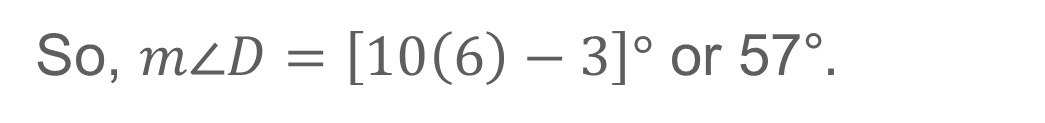 So, m∠D = [10(6) − 3]° or 57°.